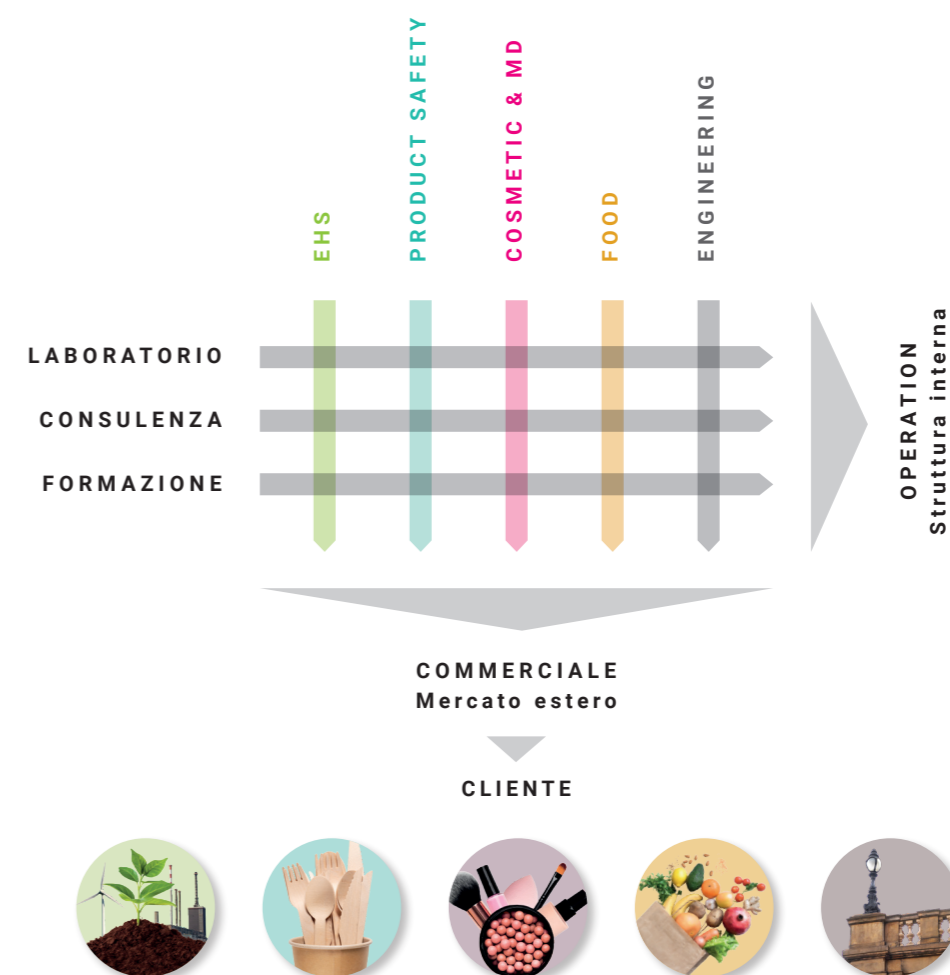 EHS
PRODUCT SAFETY
COSMETIC & MD
FOOD
ENGINEERING
LABORATORIO
CONSULENZA
FORMAZIONE
OPERATION
Struttura interna
COMMERCIALE
Mercato estero
CLIENTE